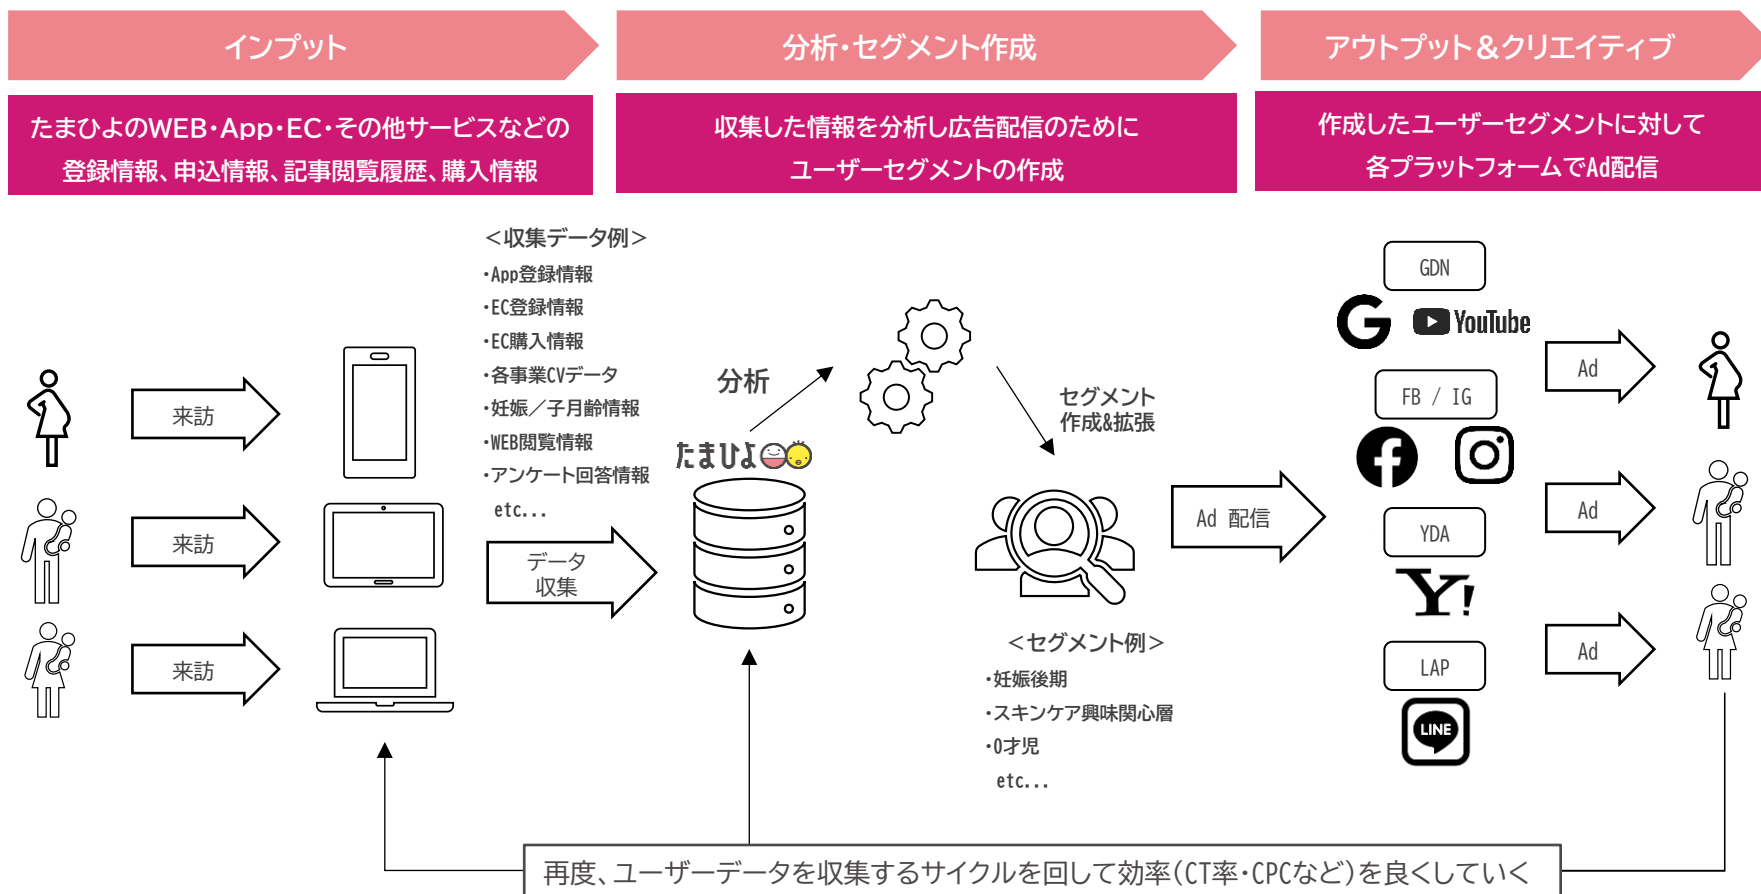 インプット
分析・セグメント作成
アウトプット＆クリエイティブ
たまひよのWEB・App・EC・その他サービスなどの
登録情報、申込情報、記事閲覧履歴、購入情報
収集した情報を分析し広告配信のために
ユーザーセグメントの作成
作成したユーザーセグメントに対して
各プラットフォームでAd配信
来訪
来訪
来訪
＜収集データ例＞
・App登録情報
・EC登録情報
・EC購入情報
・各事業CVデータ
・妊娠／子月齢情報
・WEB閲覧情報
・アンケート回答情報
etc...
データ
収集
分析
たまひよ
セグメント
作成&拡張
＜セグメント例＞
・妊娠後期
・スキンケア興味関心層
・0才児
etc...
Ad 配信
GDN
G
YouTube
FB / IG
f
YDA
Y!
LAP
LINE
Ad
Ad
Ad
再度、ユーザーデータを収集するサイクルを回して効率（CT率・CPCなど）を良くしていく